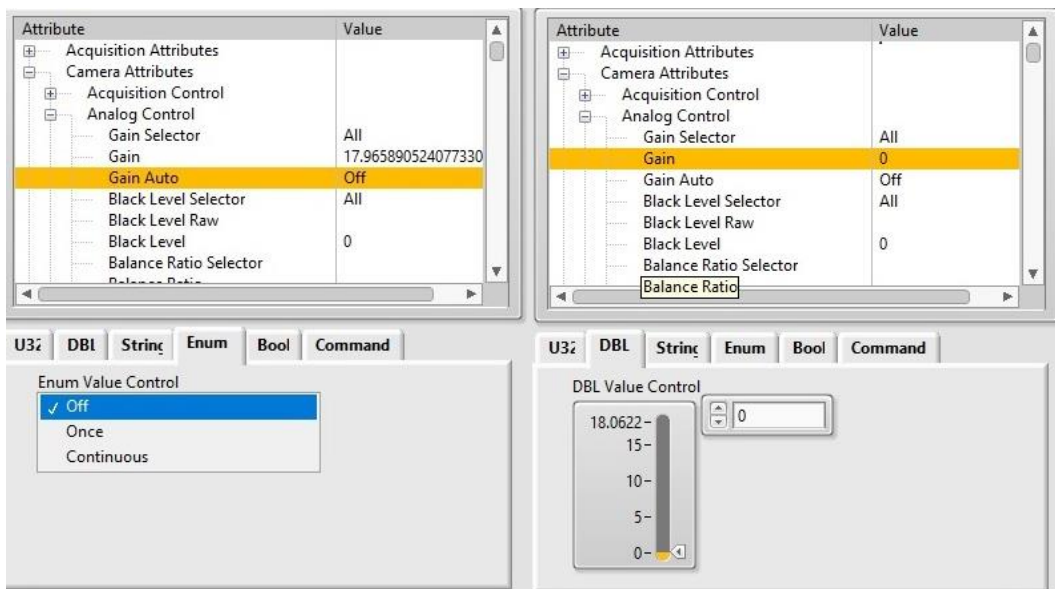 Attribute Value
Acquisition Attributes
Camera Attributes
Acquisition Control
Analog Control
Gain Selector All
Gain 17.965890524077330
Gain Auto Off
Black Level Selector All
Black Level Raw
Black Level 0
Balance Ratio Selector
Balance Ratio
U32 DBL String Enum Bool Command
Enum Value Control
✓ Off
Once
Continuous
Attribute Value
Acquisition Attributes
Camera Attributes
Acquisition Control
Analog Control
Gain Selector All
Gain 0
Gain Auto Off
Black Level Selector All
Black Level Raw
Black Level 0
Balance Ratio Selector
Balance Ratio
U32 DBL String Enum Bool Command
DBL Value Control
0
18.0622
15
10
5
0